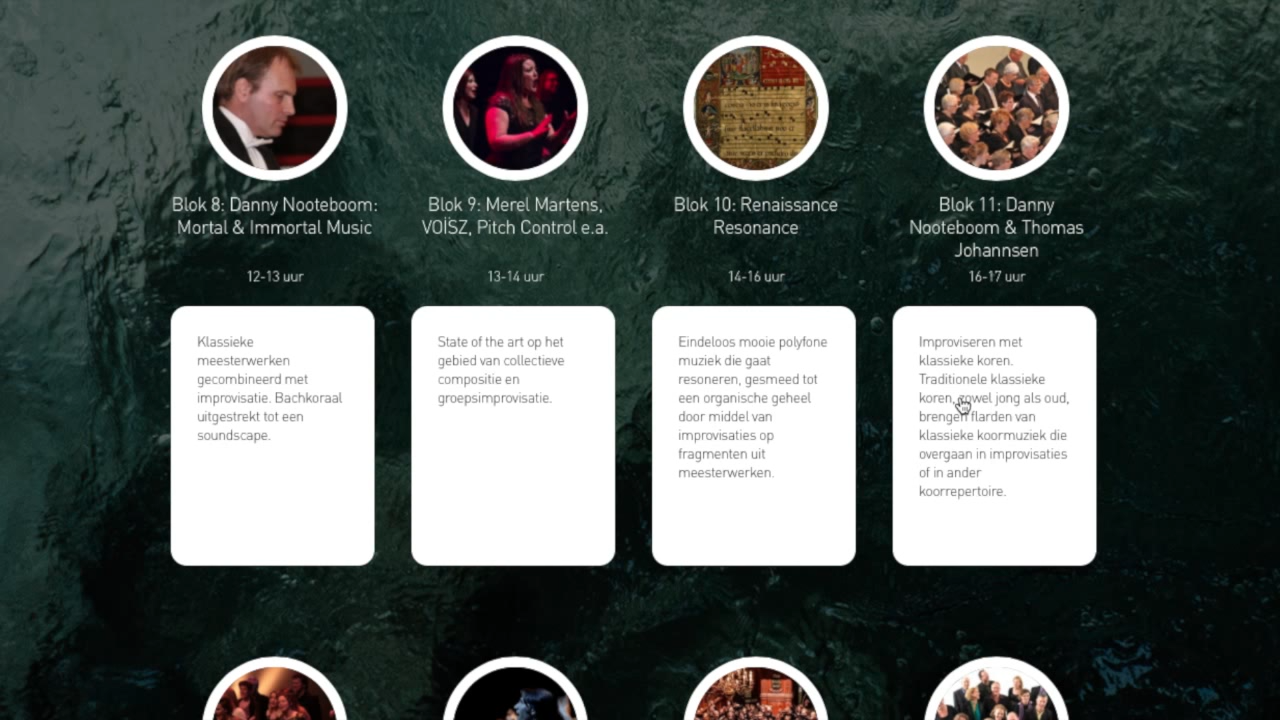 Blok 8: Danny Nooteboom:
Mortal & Immortal Music
12-13 uur
Klassieke
meesterwerken
gecombineerd met
improvisatie. Bachkoraal
uitgestrekt tot een
soundscape.
Blok 9: Merel Martens,
VOÏSZ, Pitch Control e.a.
13-14 uur
State of the art op het
gebied van collectieve
compositie en
groepsimprovisatie.
Blok 10: Renaissance
Resonance
14-16 uur
Eindeloos mooie polyfone
muziek die gaat
resoneren, gesmeed tot
een organische geheel
door middel van
improvisaties op
fragmenten uit
meesterwerken.
Blok 11: Danny
Nooteboom & Thomas
Johannsen
16-17 uur
Improviseren met
klassieke koren.
Traditionele klassieke
koren, zowel jong als oud,
brengen flarden van
klassieke koormuziek die
overgaan in improvisaties
of in ander
koorrepertoire.